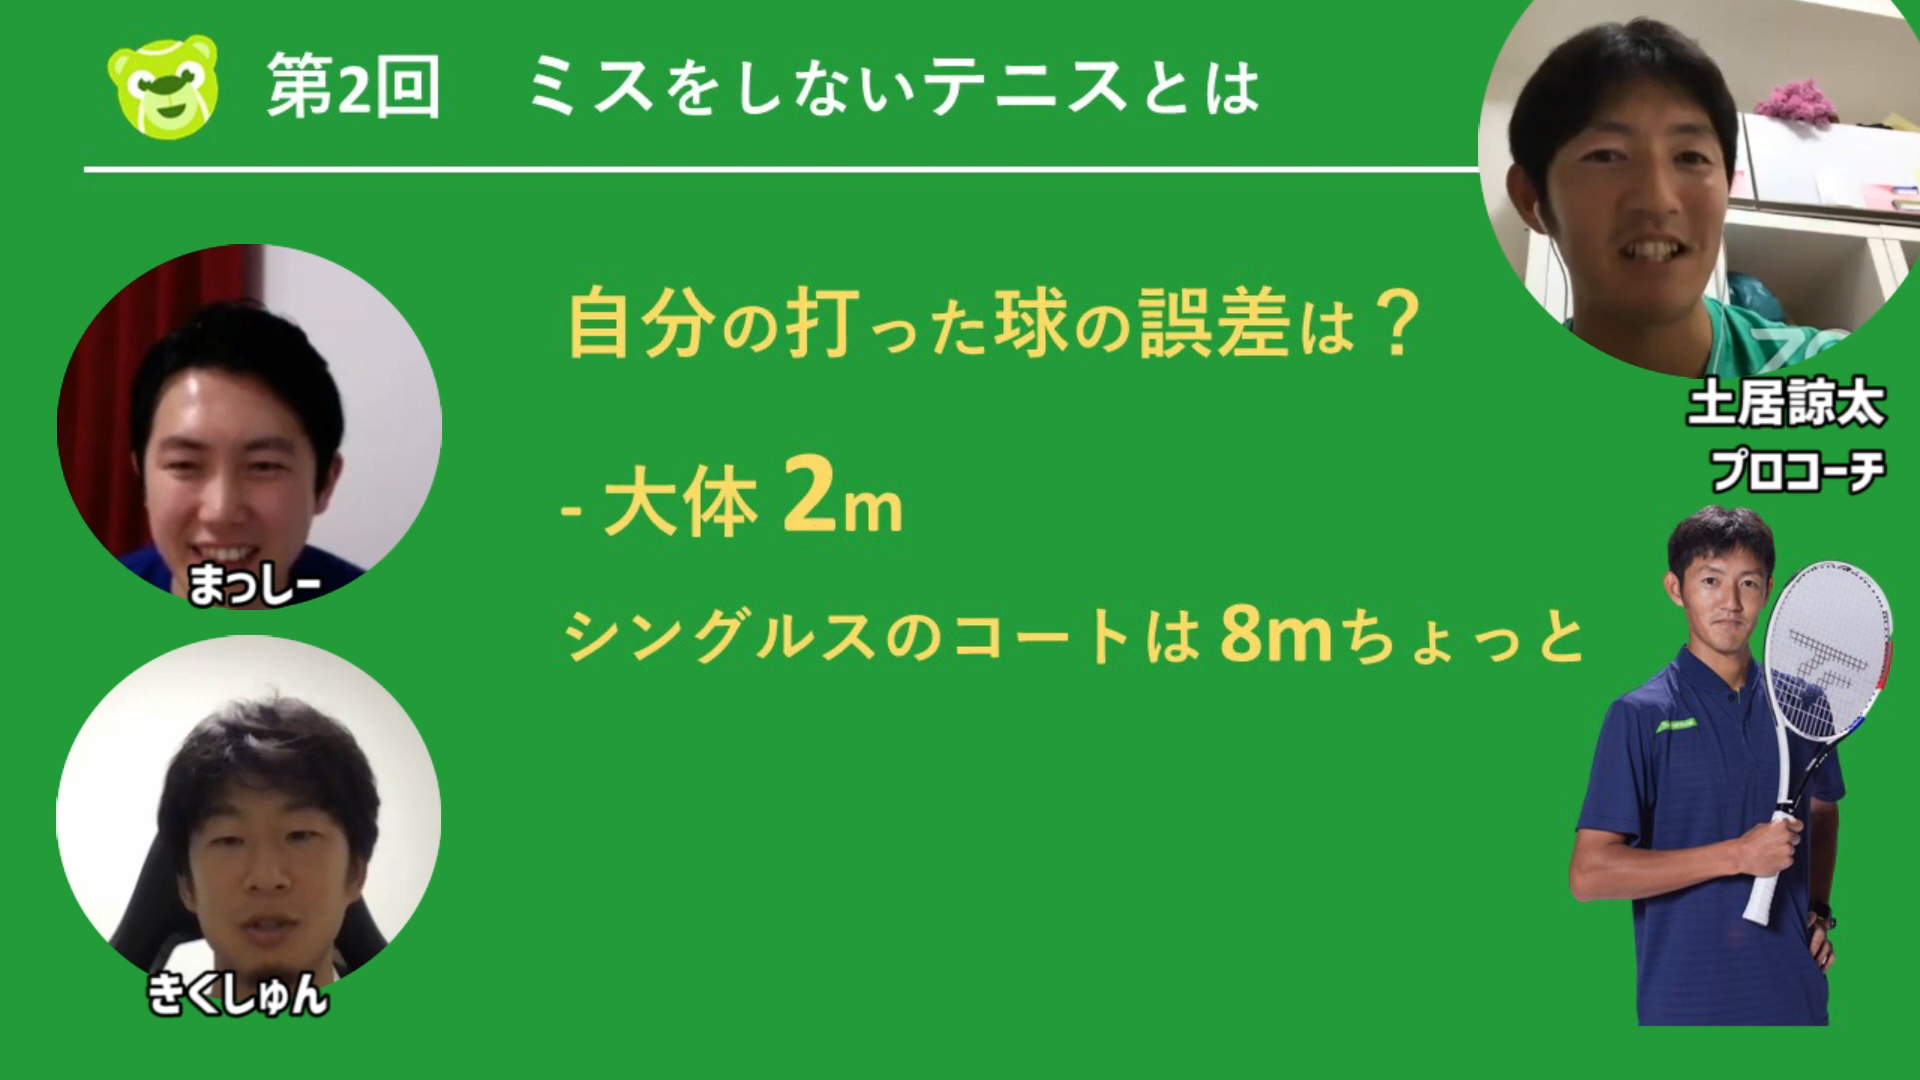 第2回 ミスをしないテニスとは
自分の打った球の誤差は？
- 大体 2m
シングルスのコートは 8mちょっと
土居諒太
プロコーチ
まっしー
きくしゅん